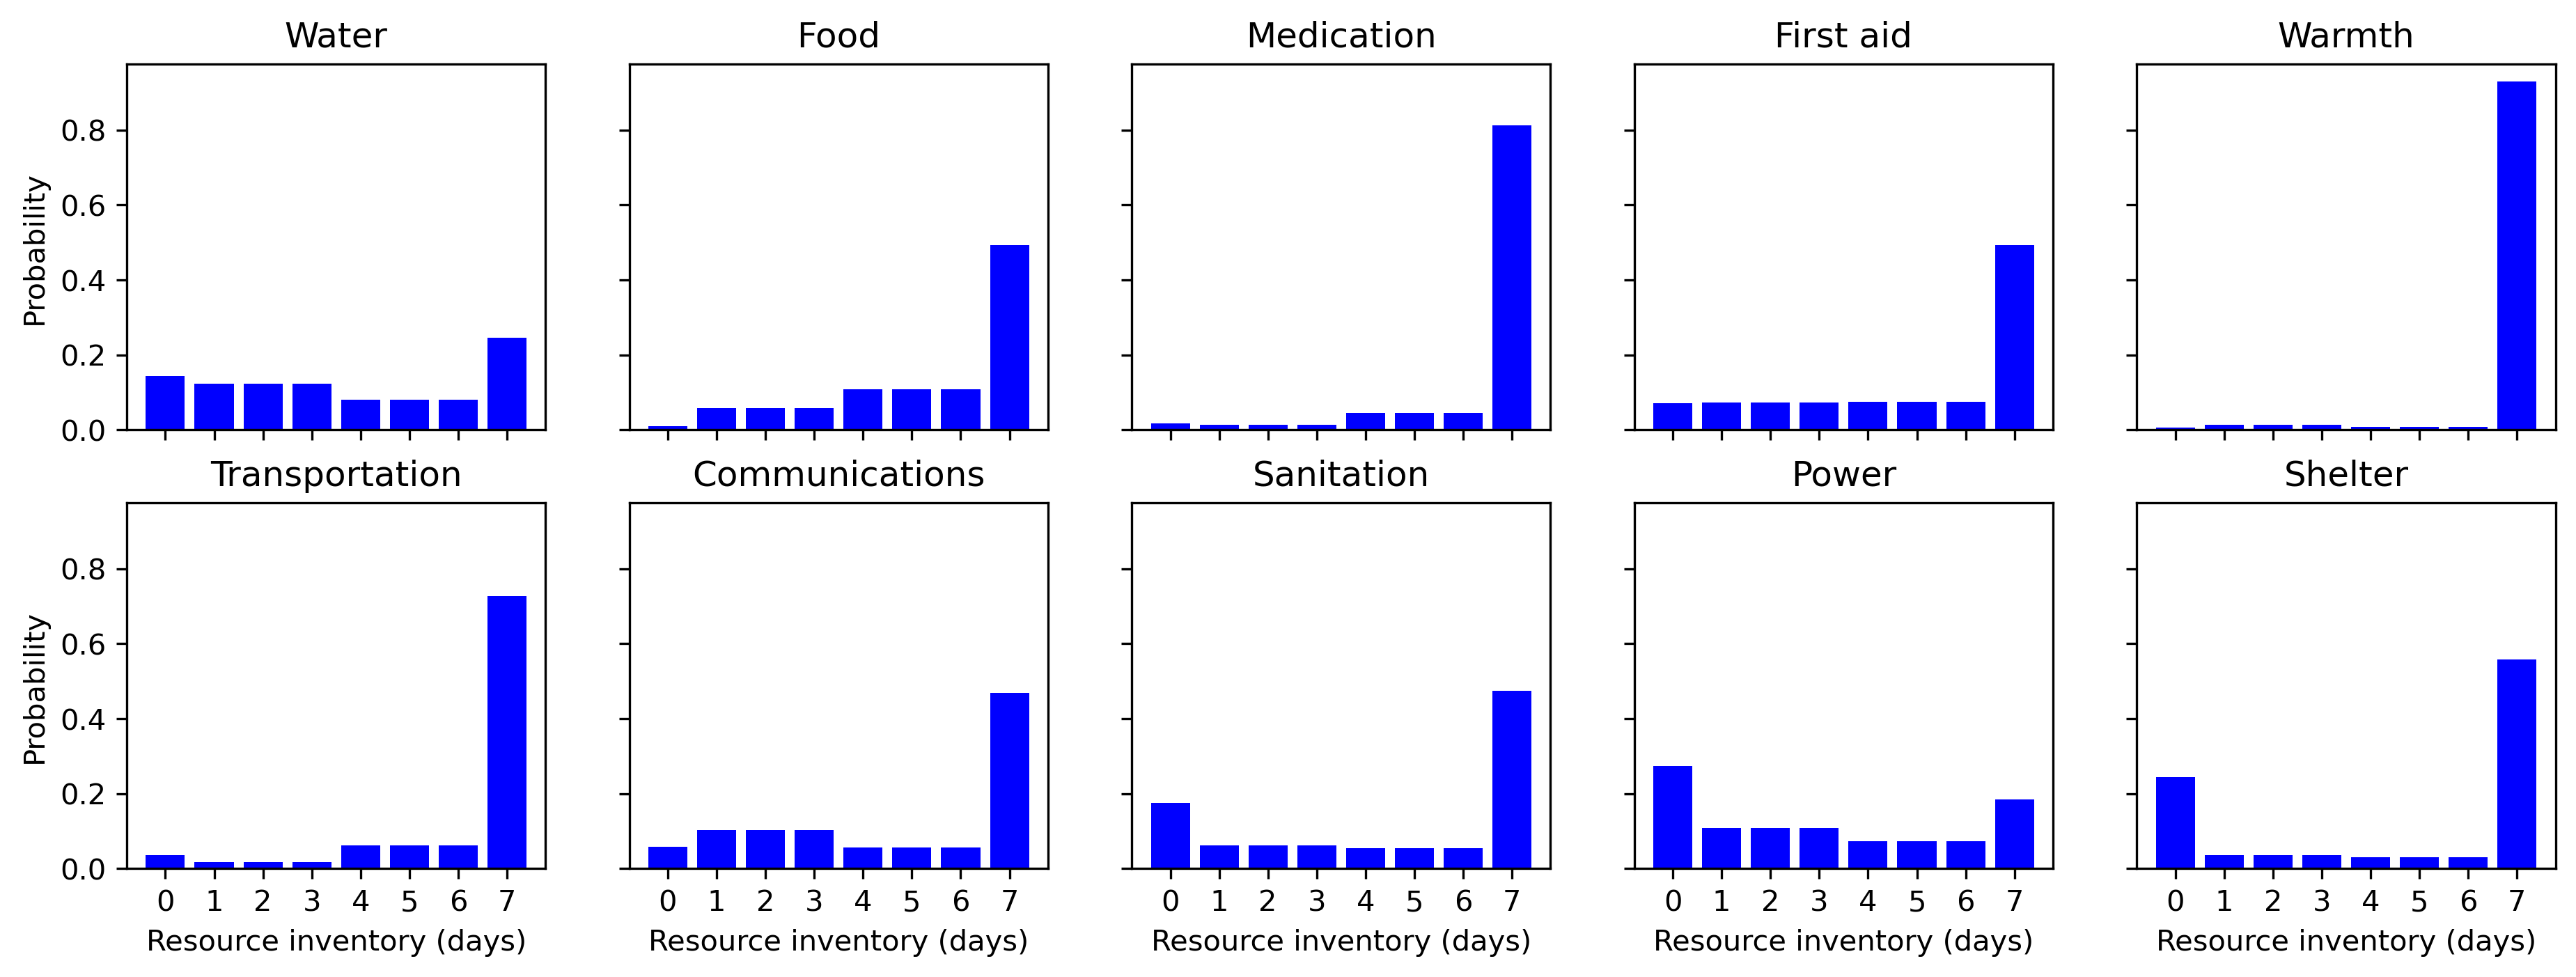 Water Food Medication First aid Warmth
Probability
0.8
0.6
0.4
0.2
0.0
Transportation Communications Sanitation Power Shelter
Probability
0.8
0.6
0.4
0.2
0.0
0 1 2 3 4 5 6 7 0 1 2 3 4 5 6 7 0 1 2 3 4 5 6 7 0 1 2 3 4 5 6 7 0 1 2 3 4 5 6 7
Resource inventory (days) Resource inventory (days) Resource inventory (days) Resource inventory (days) Resource inventory (days)